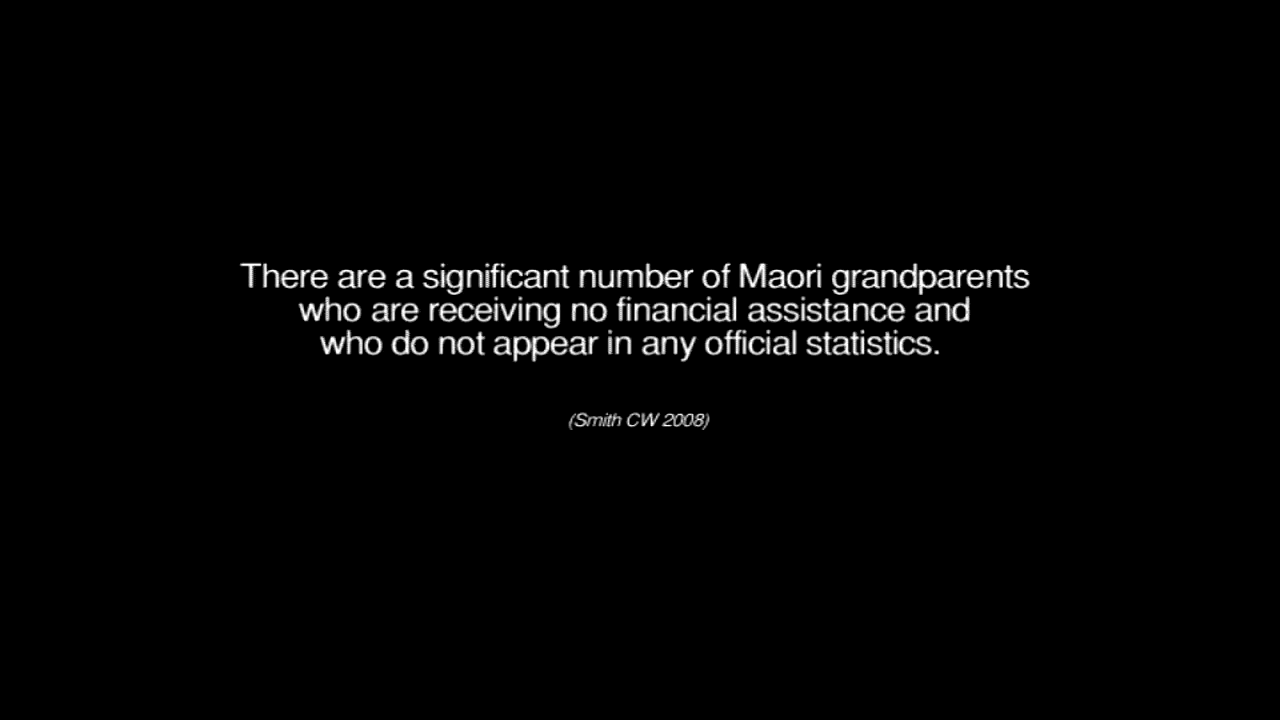 There are a significant number of Maori grandparents
who are receiving no financial assistance and
who do not appear in any official statistics.
(Smith CW 2008)